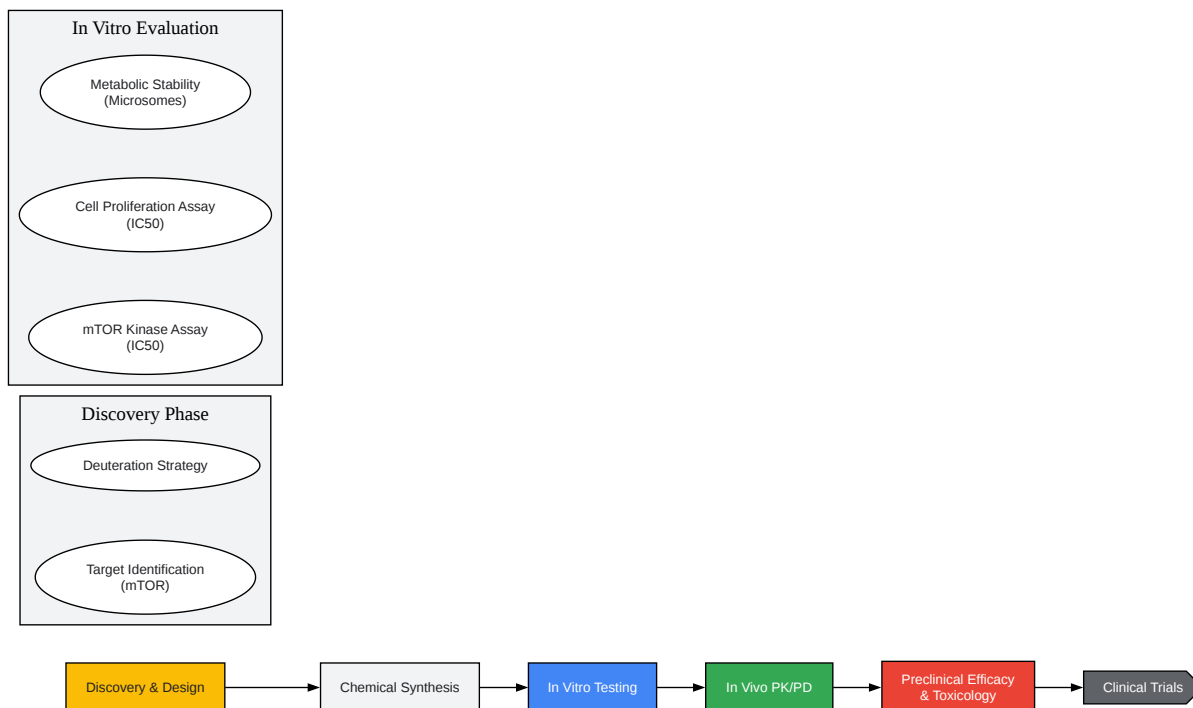 In Vitro Evaluation
Metabolic Stability
(Microsomes)
Cell Proliferation Assay
(IC50)
mTOR Kinase Assay
(IC50)
Discovery Phase
Deuteration Strategy
Target Identification
(mTOR)
Discovery & Design
Chemical Synthesis
In Vitro Testing
In Vivo PK/PD
Preclinical Efficacy
& Toxicology
Clinical Trials